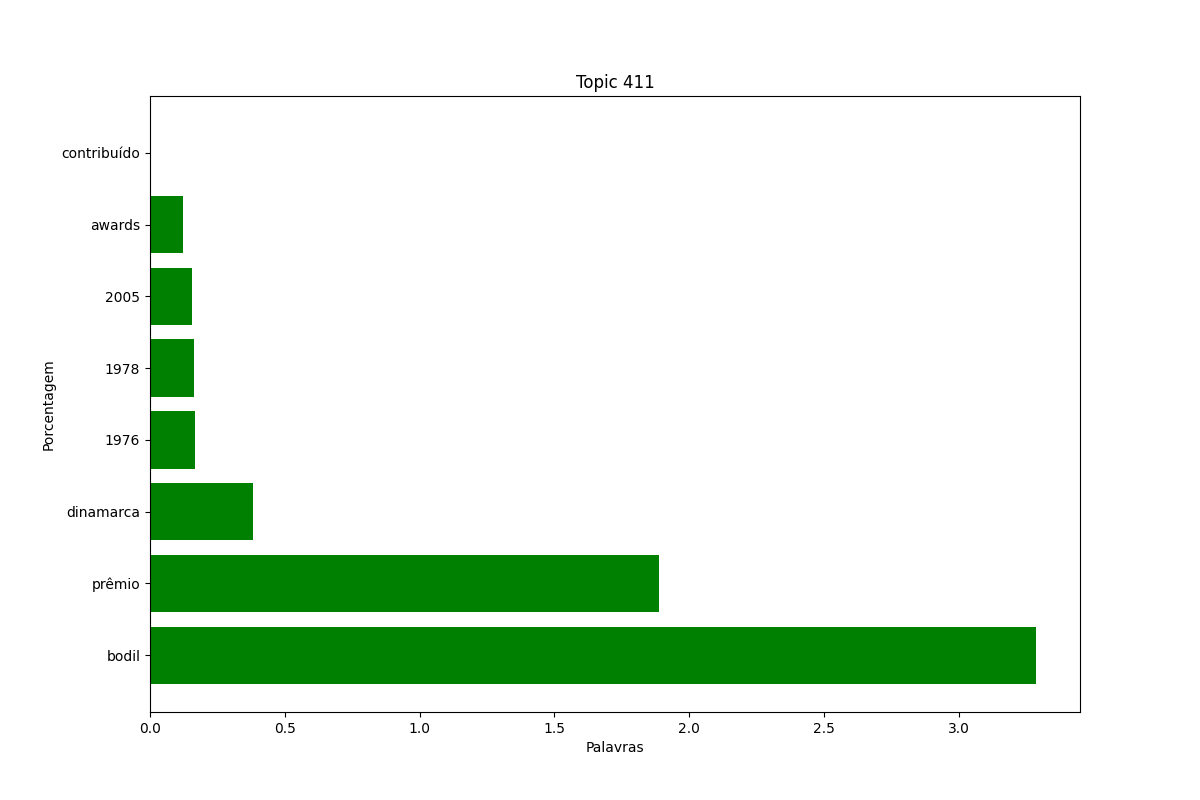 Topic 411
contribuído
awards
2005
1978
1976
dinamarca
prêmio
bodil
Porcentagem
0.0 0.5 1.0 1.5 2.0 2.5 3.0
Palavras